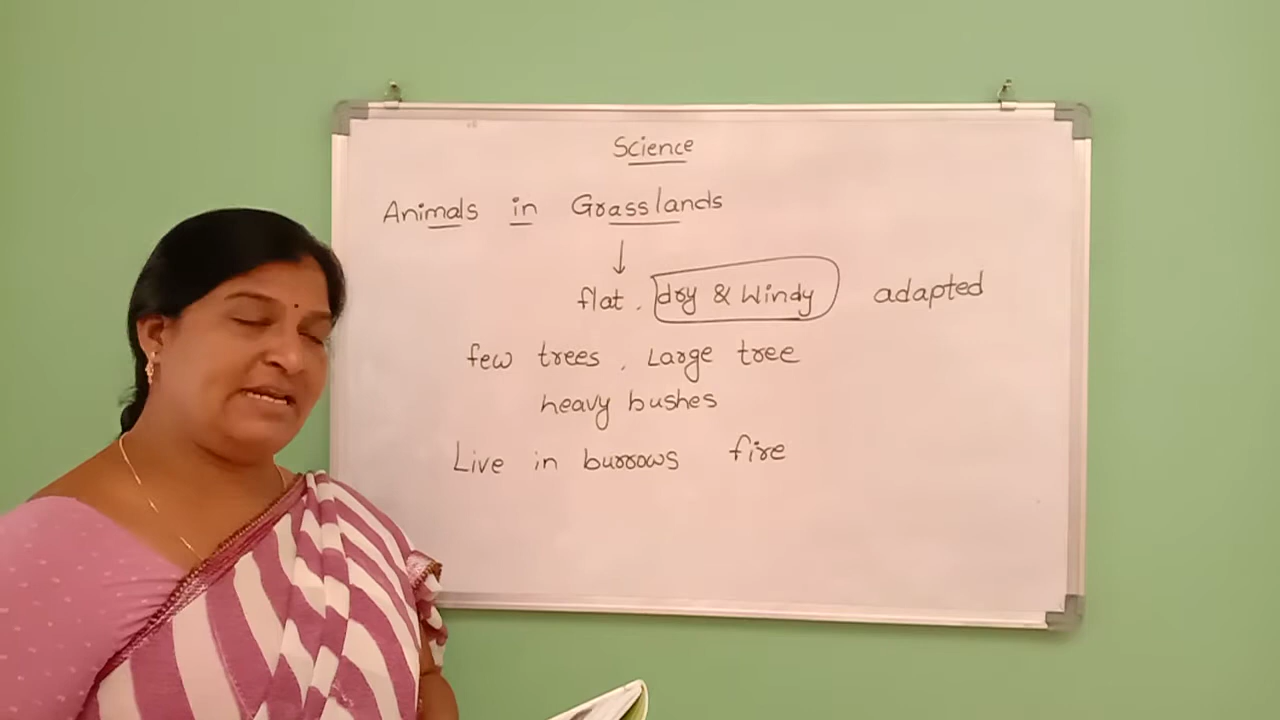 Science
Animals in Grasslands
flat, dry & Windy adapted
few trees, Large tree
heavy bushes
Live in burrows fire